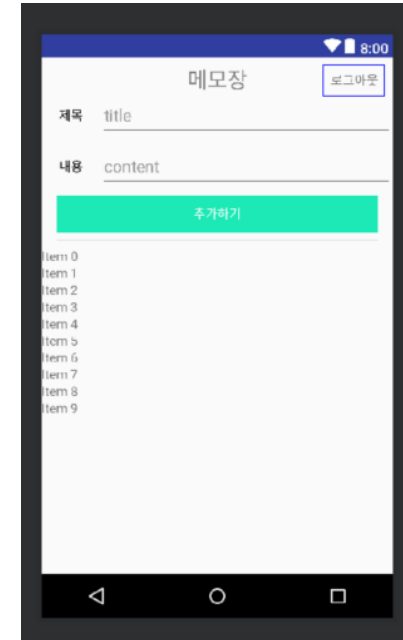 8:00
메모장 로그아웃
제목 title
내용 content
추가하기
Item 0
Item 1
Item 2
Item 3
Item 4
Item 5
Item 6
Item 7
Item 8
Item 9